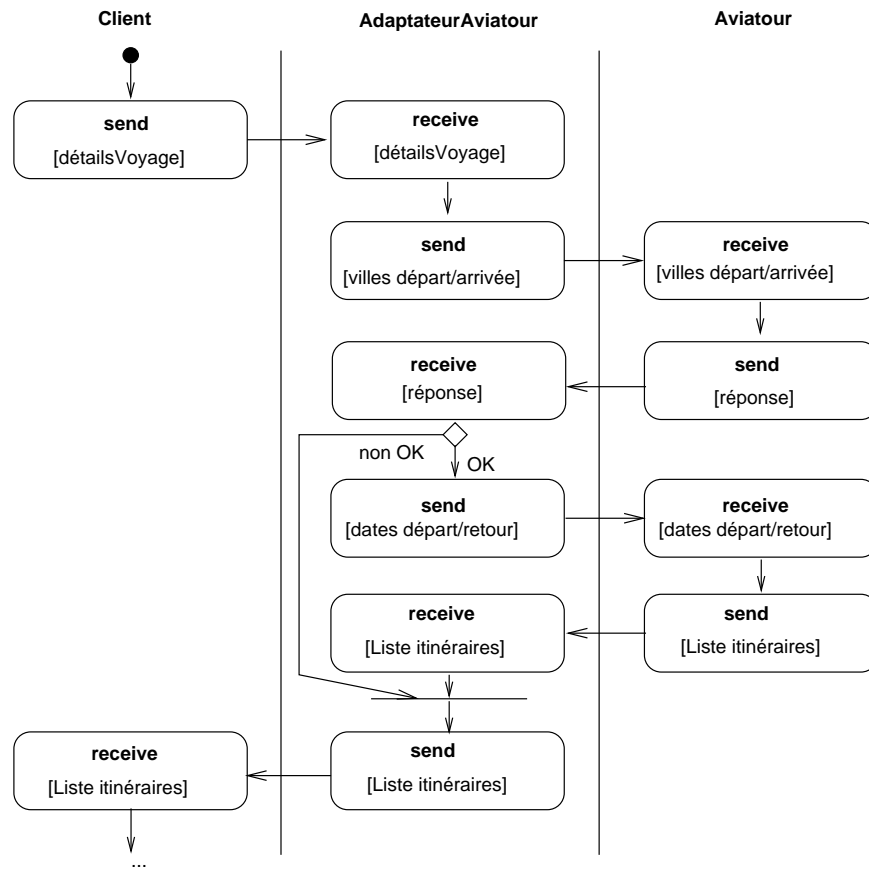 Client
AdaptateurAviatour
Aviatour
send
[détailsVoyage]
receive
[détailsVoyage]
send
[villes départ/arrivée]
receive
[villes départ/arrivée]
receive
[réponse]
send
[réponse]
non OK
OK
send
[dates départ/retour]
receive
[dates départ/retour]
receive
[Liste itinéraires]
send
[Liste itinéraires]
receive
[Liste itinéraires]
send
[Liste itinéraires]
...